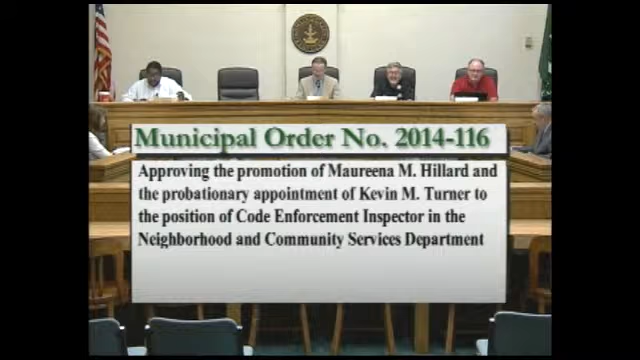 Municipal Order No. 2014-116
Approving the promotion of Maureena M. Hillard and
the probationary appointment of Kevin M. Turner to
the position of Code Enforcement Inspector in the
Neighborhood and Community Services Department